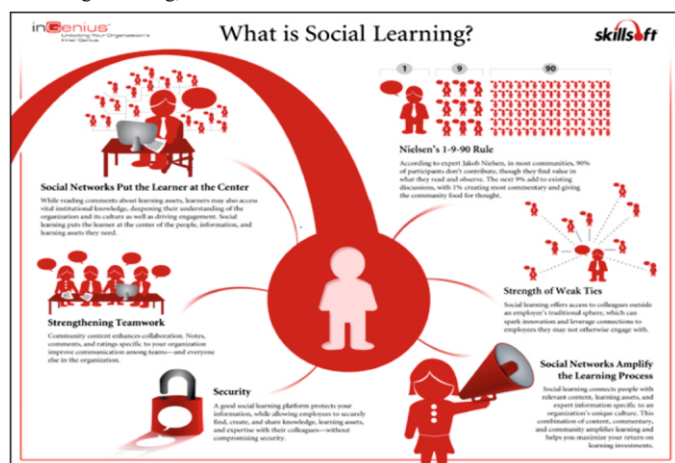 inGenius™
Unlocking Your Organization's
Inner Genius
What is Social Learning?
skillsoft
1
9
90
Nielsen's 1-9-90 Rule
According to expert Jakob Nielsen, in most communities, 90%
of participants don't contribute, though they find value in
what they read and observe. The next 9% add to existing
discussions, with 1% creating most commentary and giving
the community food for thought.
Social Networks Put the Learner at the Center
While reading comments about learning assets, learners may also access
vital institutional knowledge, deepening their understanding of the
organization and its culture as well as driving engagement. Social
learning puts the learner at the center of the people, information, and
learning assets they need.
Strength of Weak Ties
Social learning offers access to colleagues outside
an employee's traditional sphere, which can
spark innovation and leverage connections to
employees they may not otherwise engage with.
Strengthening Teamwork
Community content enhances collaboration. Notes,
comments, and ratings specific to your organization
improve communication among teams—and everyone
else in the organization.
Security
A good social learning platform protects your
information, while allowing employees to securely
find, create, and share knowledge, learning assets,
and expertise with their colleagues—without
compromising security.
Social Networks Amplify
the Learning Process
Social learning connects people with
relevant content, learning assets, and
expert information specific to an
organization's unique culture. This
combination of content, commentary,
and community amplifies learning and
helps you maximize your return on
learning investments.